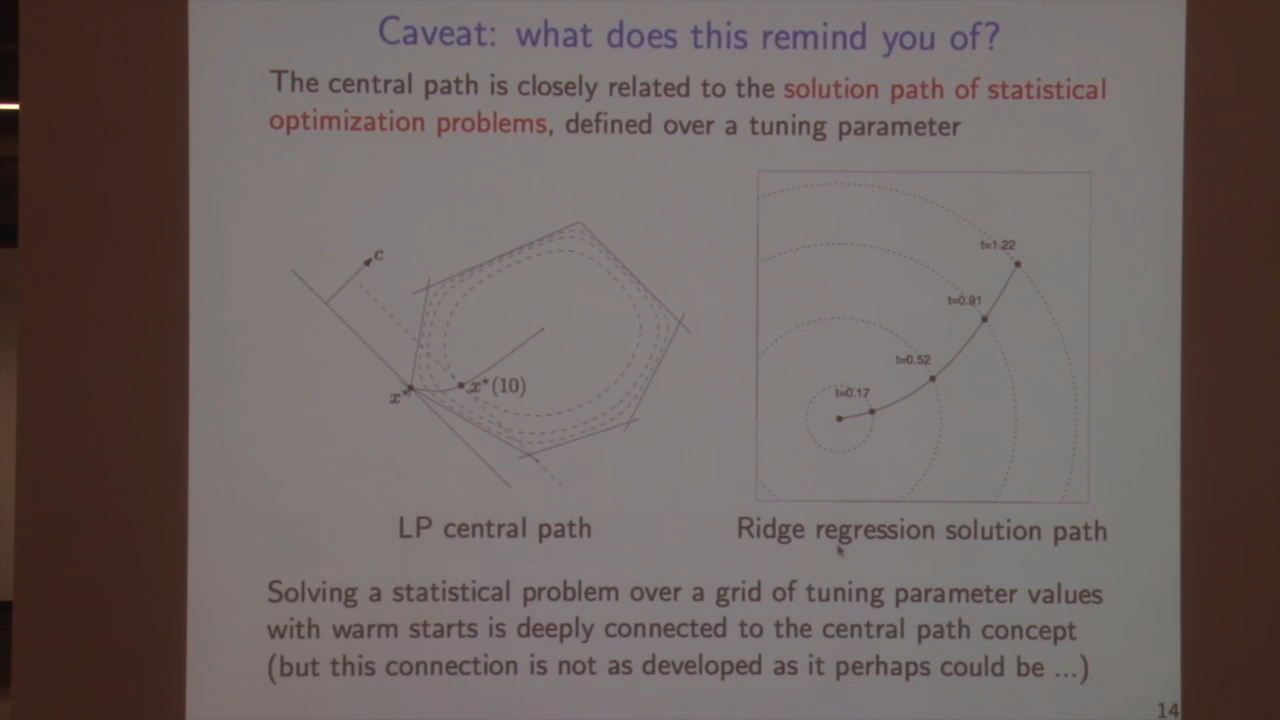 Caveat: what does this remind you of?
The central path is closely related to the solution path of statistical
optimization problems, defined over a tuning parameter
c
x*
x*(10)
t=1.22
t=0.91
t=0.52
t=0.17
LP central path
Ridge regression solution path
Solving a statistical problem over a grid of tuning parameter values
with warm starts is deeply connected to the central path concept
(but this connection is not as developed as it perhaps could be ...)
14